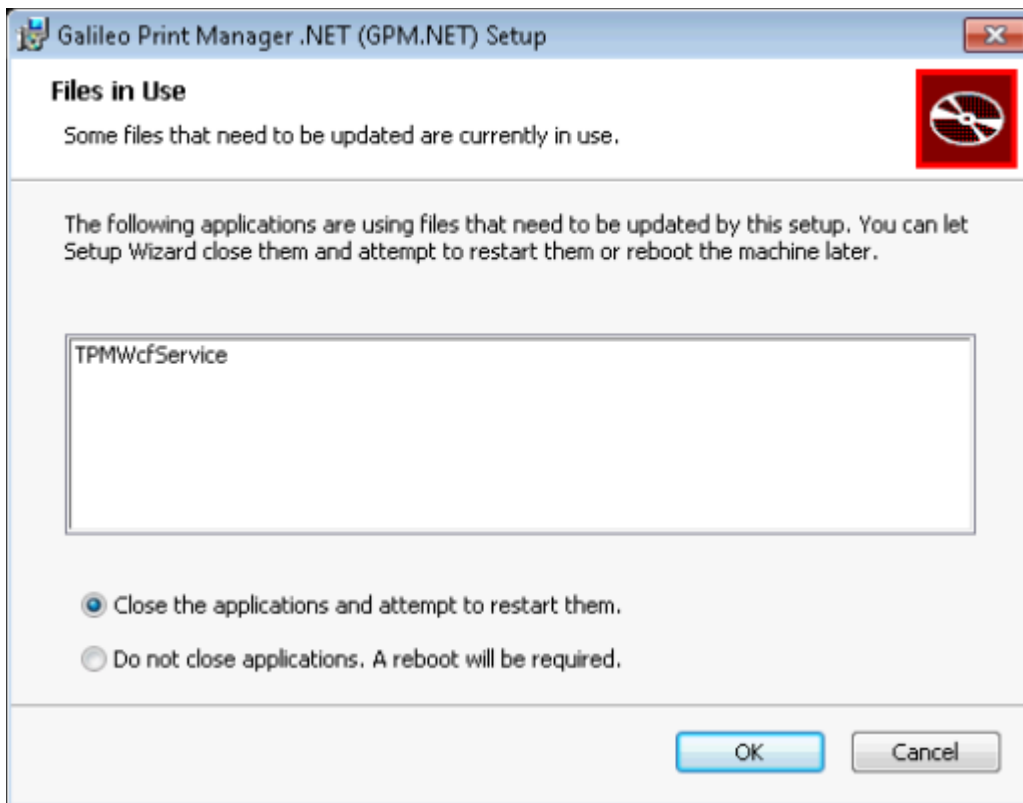 Galileo Print Manager .NET (GPM.NET) Setup
Files in Use
Some files that need to be updated are currently in use.
The following applications are using files that need to be updated by this setup. You can let
Setup Wizard close them and attempt to restart them or reboot the machine later.
TPMWcfService
Close the applications and attempt to restart them.
Do not close applications. A reboot will be required.
OK
Cancel